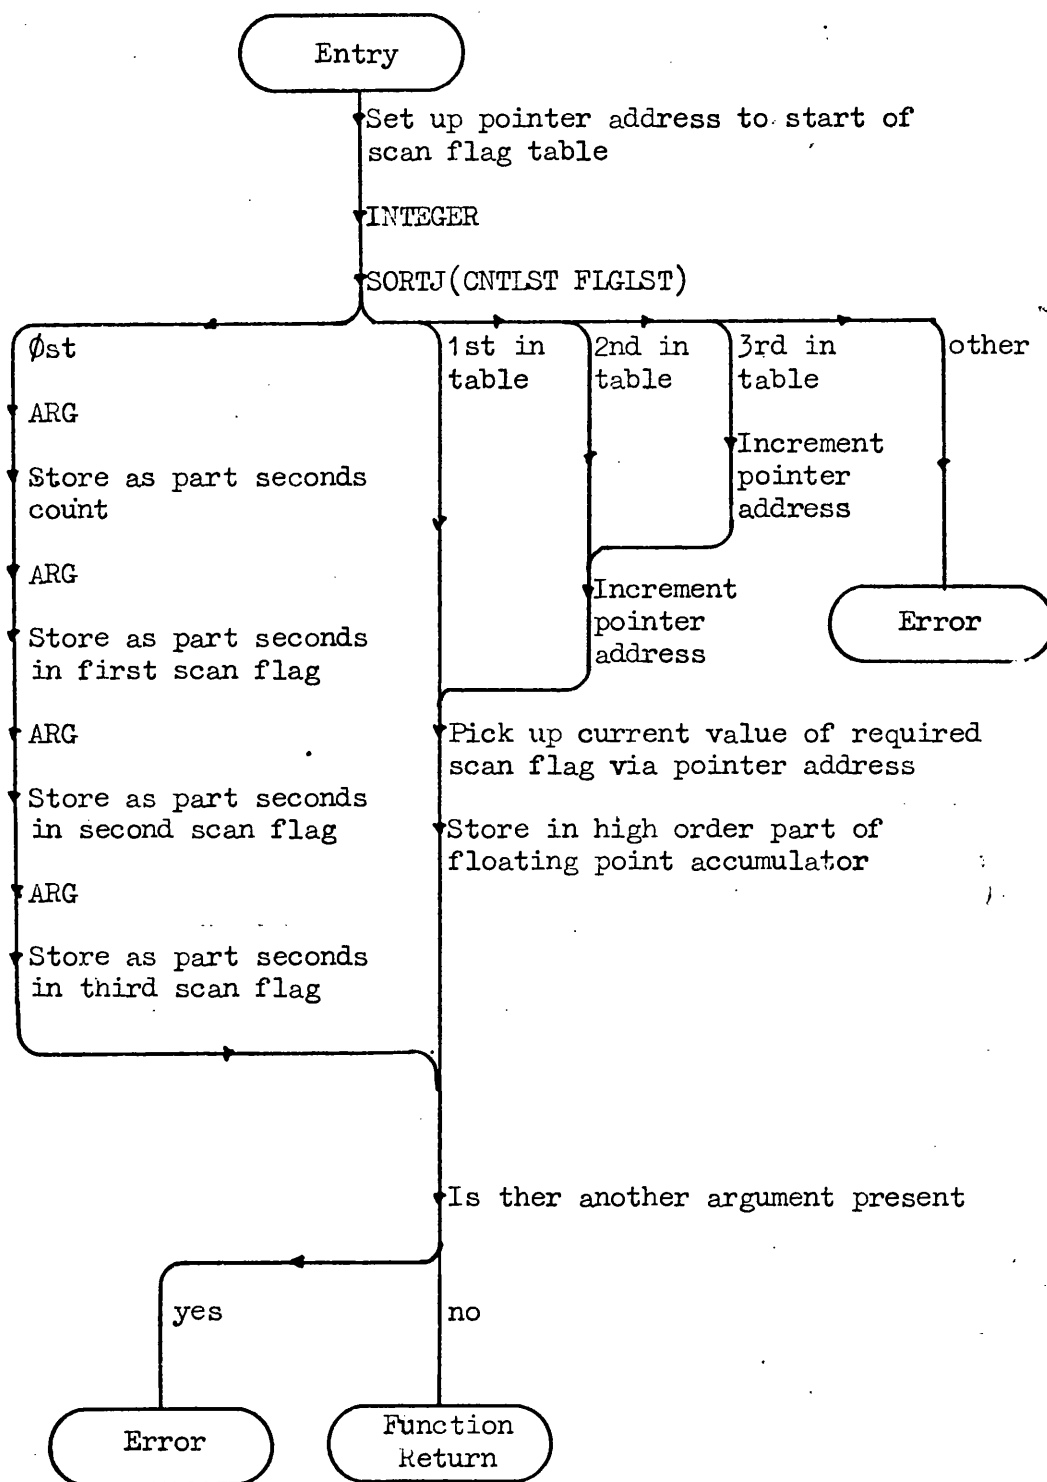 Entry
Set up pointer address to start of
scan flag table
INTEGER
SORTJ(CNTLST FLGLST)
Øst
ARG
Store as part seconds
count
ARG
Store as part seconds
in first scan flag
ARG
Store as part seconds
in second scan flag
ARG
Store as part seconds
in third scan flag
1st in
table
2nd in
table
3rd in
table
other
Increment
pointer
address
Increment
pointer
address
Error
Pick up current value of required
scan flag via pointer address
Store in high order part of
floating point accumulator
Is ther another argument present
yes
no
Error
Function
Return